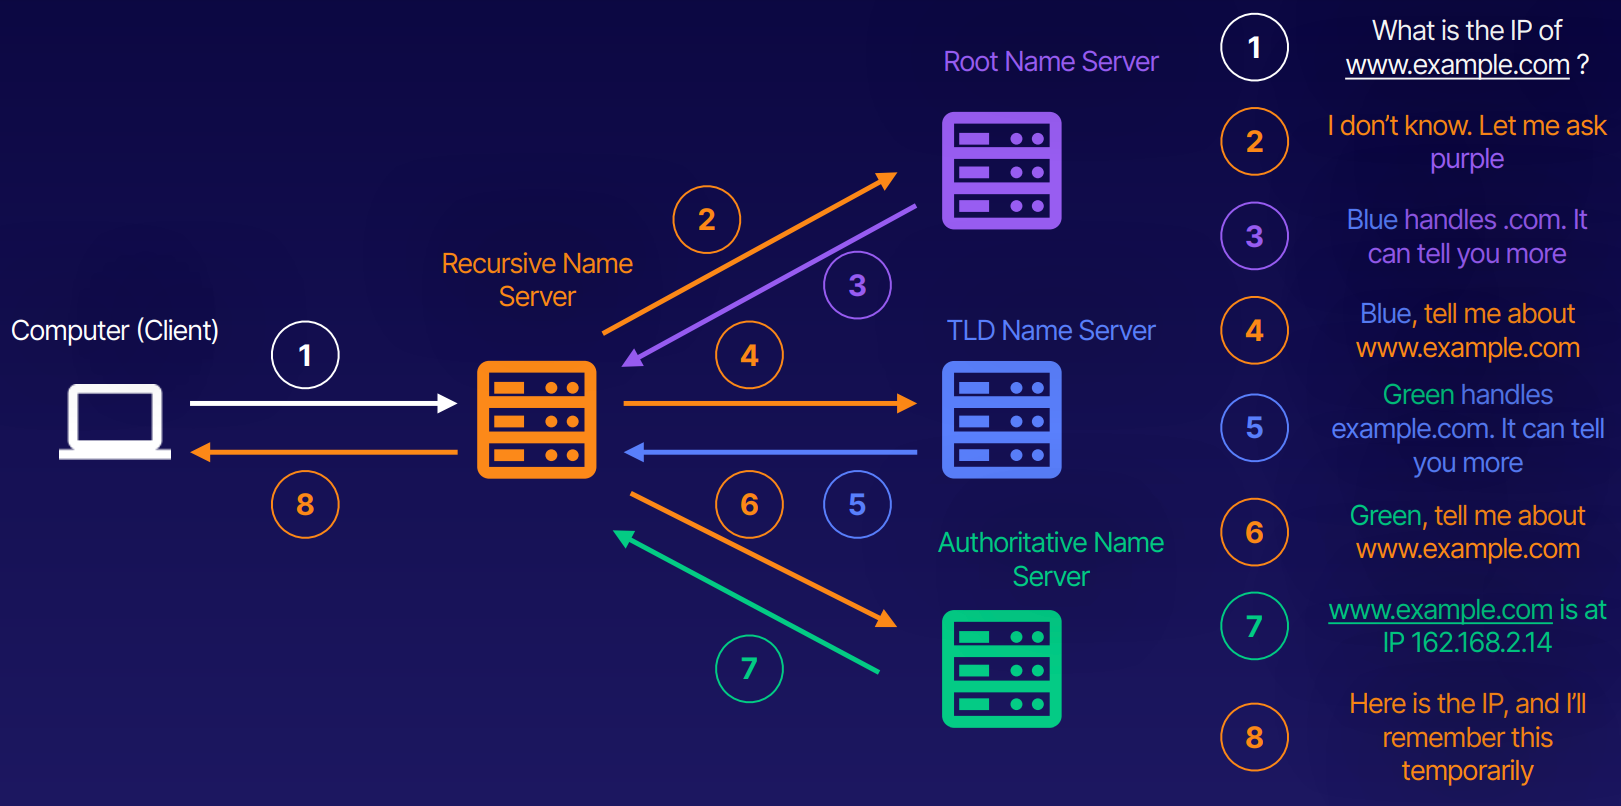 Root Name Server
Recursive Name
Server
Computer (Client)
TLD Name Server
Authoritative Name
Server
1
8
2
3
4
6
5
7
1
What is the IP of
www.example.com ?
2
I don't know. Let me ask
purple
3
Blue handles .com. It
can tell you more
4
Blue, tell me about
www.example.com
5
Green handles
example.com. It can tell
you more
6
Green, tell me about
www.example.com
7
www.example.com is at
IP 162.168.2.14
8
Here is the IP, and I'll
remember this
temporarily